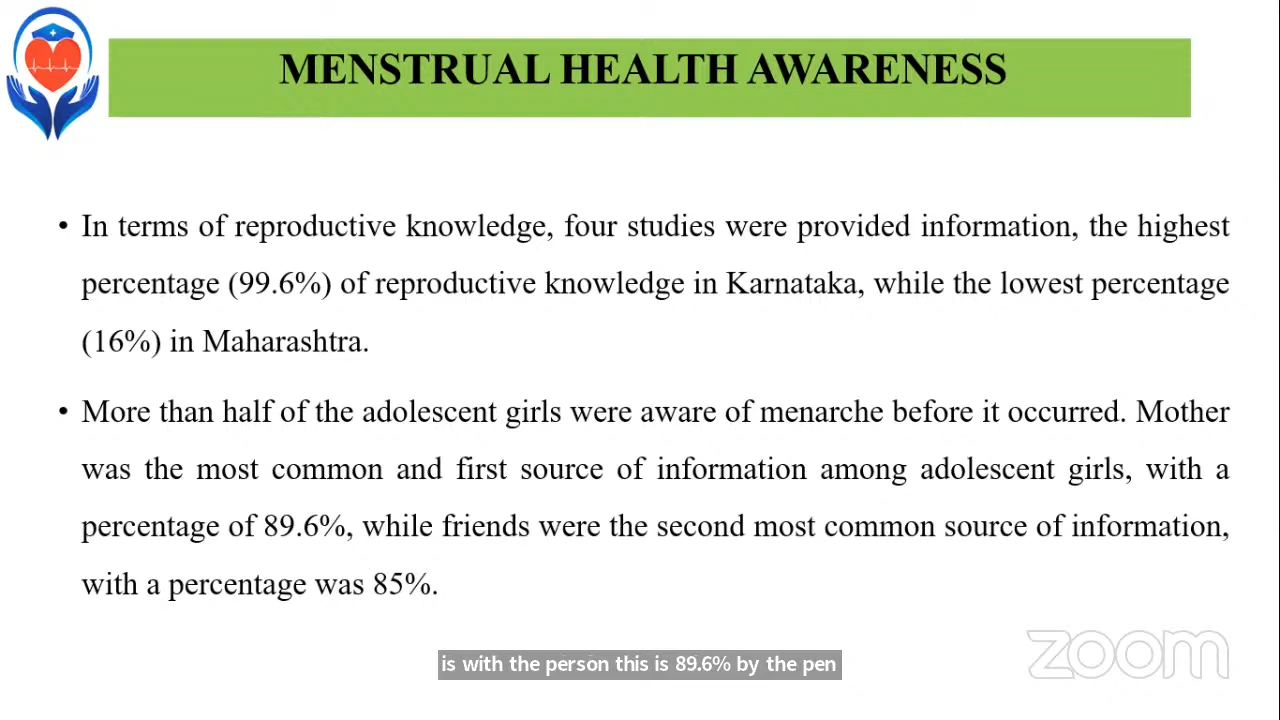 MENSTRUAL HEALTH AWARENESS
• In terms of reproductive knowledge, four studies were provided information, the highest
percentage (99.6%) of reproductive knowledge in Karnataka, while the lowest percentage
(16%) in Maharashtra.
• More than half of the adolescent girls were aware of menarche before it occurred. Mother
was the most common and first source of information among adolescent girls, with a
percentage of 89.6%, while friends were the second most common source of information,
with a percentage was 85%.
is with the person this is 89.6% by the pen
zoom